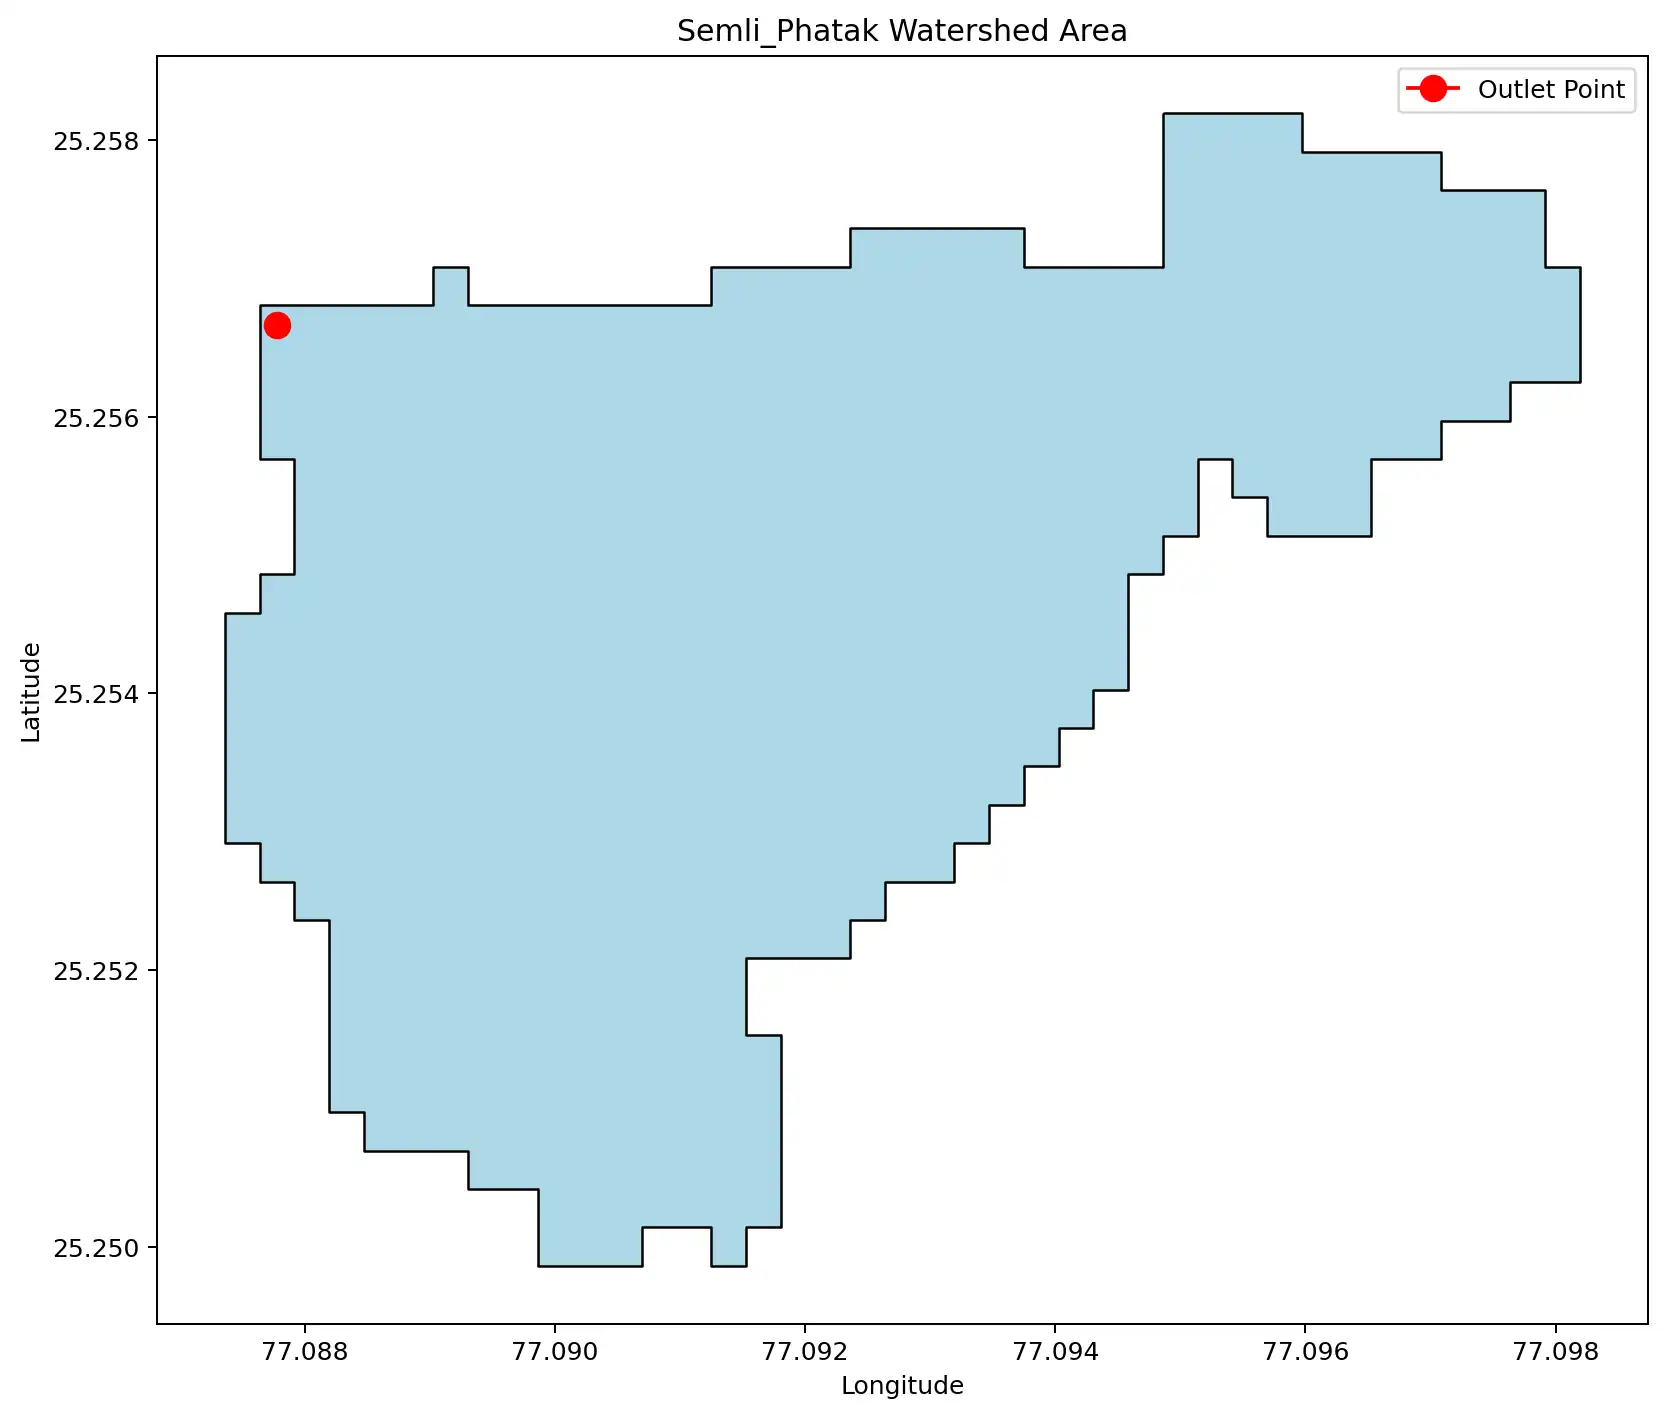 Semli_Phatak Watershed Area
Outlet Point
25.258
25.256
25.254
25.252
25.250
Latitude
77.088 77.090 77.092 77.094 77.096 77.098
Longitude